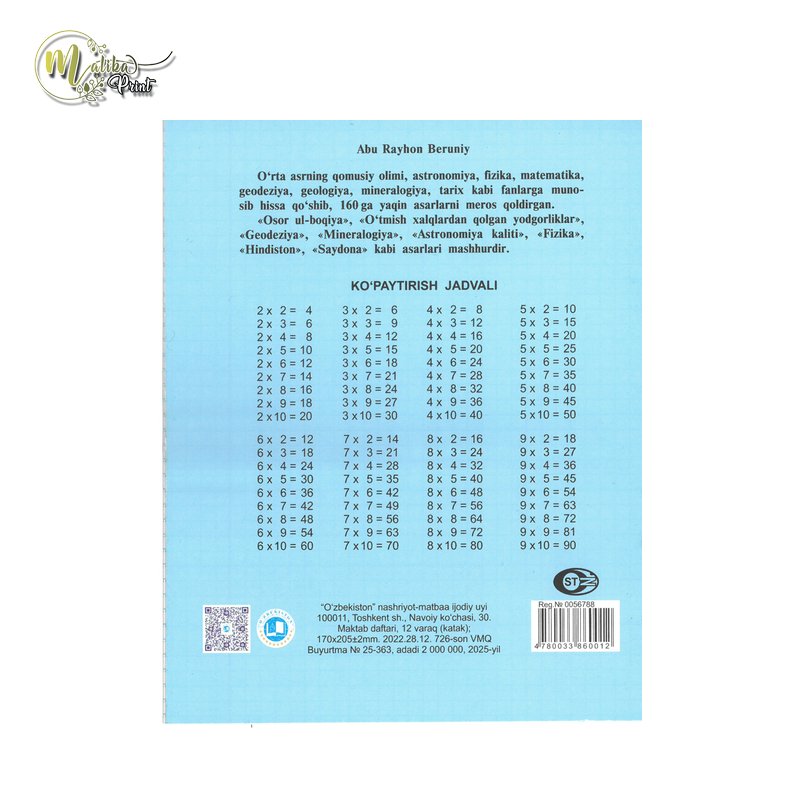 Maliba
Print
Abu Rayhon Beruniy
O‘rta asrning qomusiy olimi, astronomiya, fizika, matematika,
geodeziya, geologiya, mineralogiya, tarix kabi fanlarga muno-
sib hissa qo‘shib, 160 ga yaqin asarlarni meros qoldirgan.
«Osor ul-boqiya», «O‘tmish xalqlardan qolgan yodgorliklar»,
«Geodeziya», «Mineralogiya», «Astronomiya kaliti», «Fizika»,
«Hindiston», «Saydona» kabi asarlari mashhurdir.
KO‘PAYTIRISH JADVALI
2 x 2 = 4 3 x 2 = 6 4 x 2 = 8 5 x 2 = 10
2 x 3 = 6 3 x 3 = 9 4 x 3 = 12 5 x 3 = 15
2 x 4 = 8 3 x 4 = 12 4 x 4 = 16 5 x 4 = 20
2 x 5 = 10 3 x 5 = 15 4 x 5 = 20 5 x 5 = 25
2 x 6 = 12 3 x 6 = 18 4 x 6 = 24 5 x 6 = 30
2 x 7 = 14 3 x 7 = 21 4 x 7 = 28 5 x 7 = 35
2 x 8 = 16 3 x 8 = 24 4 x 8 = 32 5 x 8 = 40
2 x 9 = 18 3 x 9 = 27 4 x 9 = 36 5 x 9 = 45
2 x 10 = 20 3 x 10 = 30 4 x 10 = 40 5 x 10 = 50
6 x 2 = 12 7 x 2 = 14 8 x 2 = 16 9 x 2 = 18
6 x 3 = 18 7 x 3 = 21 8 x 3 = 24 9 x 3 = 27
6 x 4 = 24 7 x 4 = 28 8 x 4 = 32 9 x 4 = 36
6 x 5 = 30 7 x 5 = 35 8 x 5 = 40 9 x 5 = 45
6 x 6 = 36 7 x 6 = 42 8 x 6 = 48 9 x 6 = 54
6 x 7 = 42 7 x 7 = 49 8 x 7 = 56 9 x 7 = 63
6 x 8 = 48 7 x 8 = 56 8 x 8 = 64 9 x 8 = 72
6 x 9 = 54 7 x 9 = 63 8 x 9 = 72 9 x 9 = 81
6 x 10 = 60 7 x 10 = 70 8 x 10 = 80 9 x 10 = 90
ST
Reg.№ 0056788
“O‘zbekiston” nashriyot-matbaa ijodiy uyi
100011, Toshkent sh., Navoiy ko‘chasi, 30.
Maktab daftari, 12 varaq (katak);
170x205±2mm. 2022.28.12. 726-son VMQ
Buyurtma № 25-363, adadi 2 000 000, 2025-yil
4 780033 860012